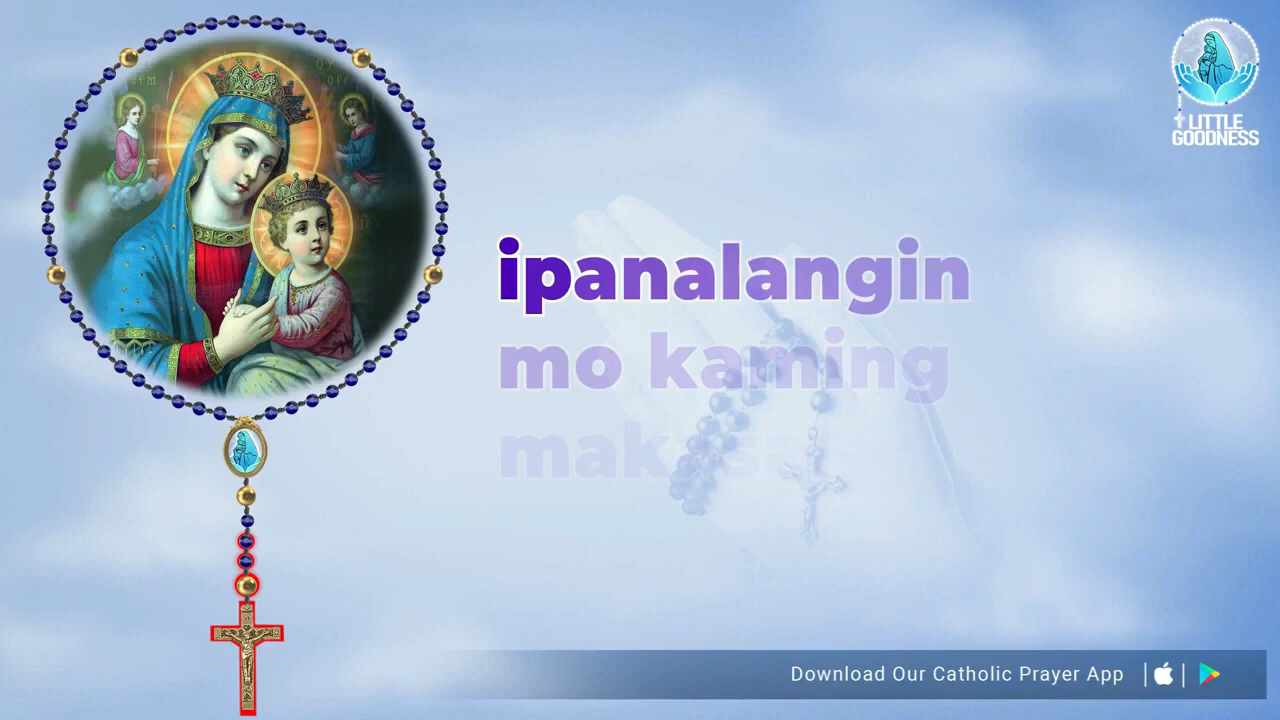 LITTLE
GOODNESS
ipanalangin
mo kaming
Download Our Catholic Prayer App